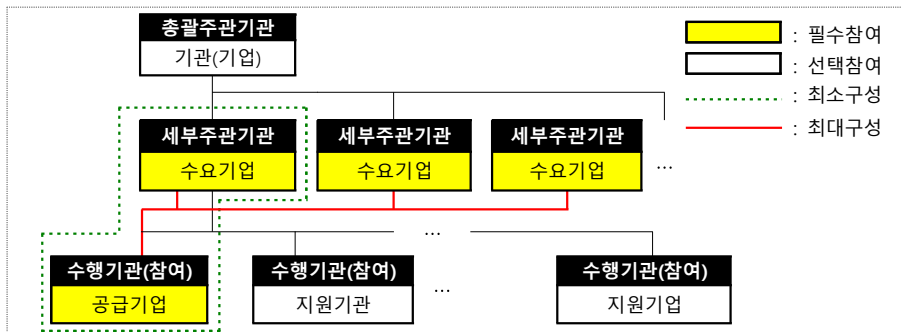 총괄주관기관
기관(기업)
: 필수참여
: 선택참여
: 최소구성
: 최대구성
세부주관기관
수요기업
세부주관기관
수요기업
세부주관기관
수요기업
...
...
수행기관(참여)
공급기업
수행기관(참여)
지원기관
...
수행기관(참여)
지원기업